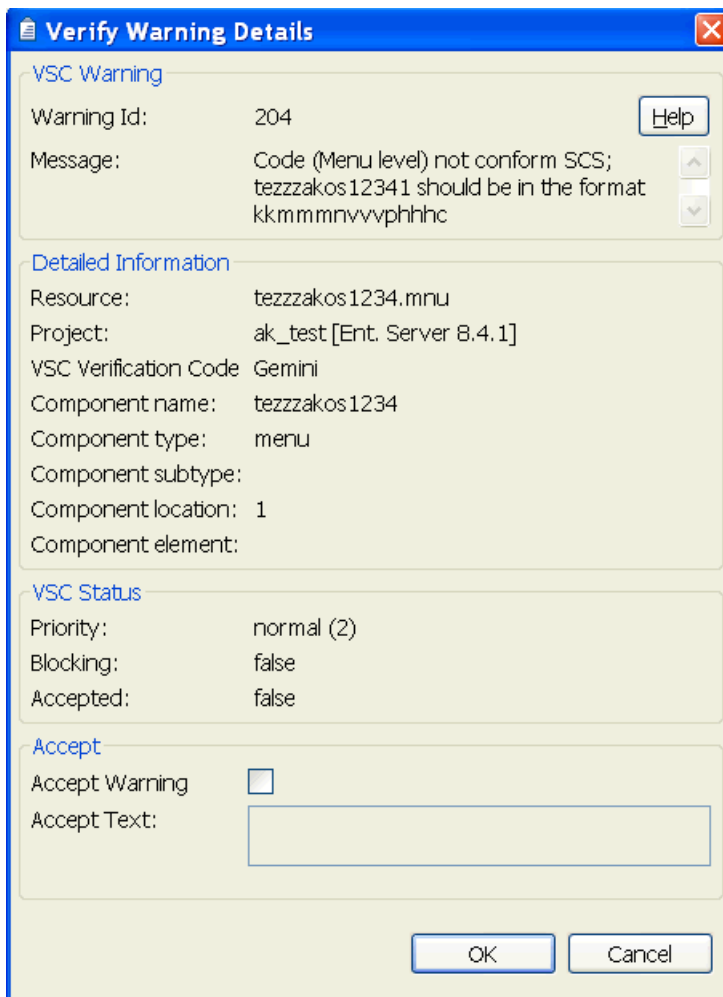 Verify Warning Details
VSC Warning
Warning Id: 204 Help
Message: Code (Menu level) not conform SCS;
tezzzakos12341 should be in the format
kkmmmnvvvphhhc
Detailed Information
Resource: tezzzakos1234.mnu
Project: ak_test [Ent. Server 8.4.1]
VSC Verification Code Gemini
Component name: tezzzakos1234
Component type: menu
Component subtype:
Component location: 1
Component element:
VSC Status
Priority: normal (2)
Blocking: false
Accepted: false
Accept
Accept Warning
Accept Text:
OK Cancel